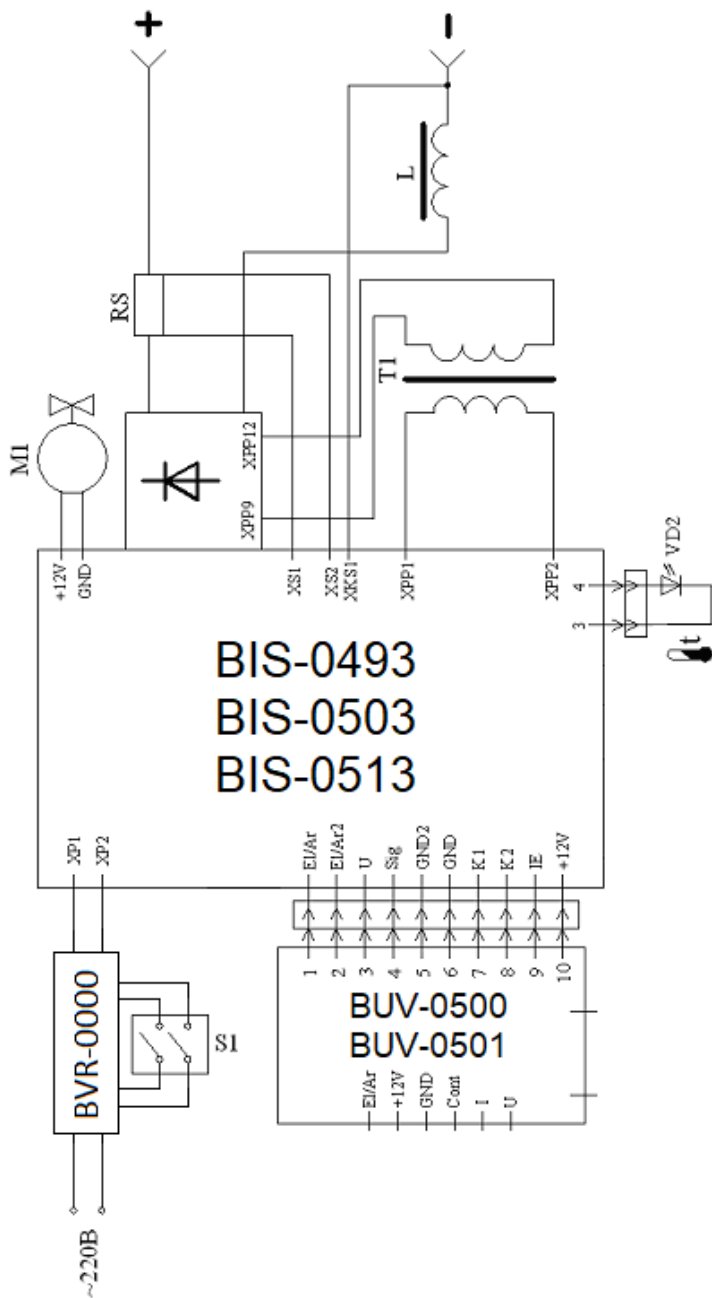 +
-
L
RS
T1
M1
XPP12
XPP9
+12V
GND
XS1
XS2
XKS1
XPP1
XPP2
4
3
VD2
t
BIS-0493
BIS-0503
BIS-0513
XP1
XP2
El/Ar
El/Ar2
U
Sig
GND2
GND
K1
K2
IE
+12V
1
2
3
4
5
6
7
8
9
10
BUV-0500
BUV-0501
BVR-0000
S1
El/Ar
+12V
GND
Cont
I
U
~220В